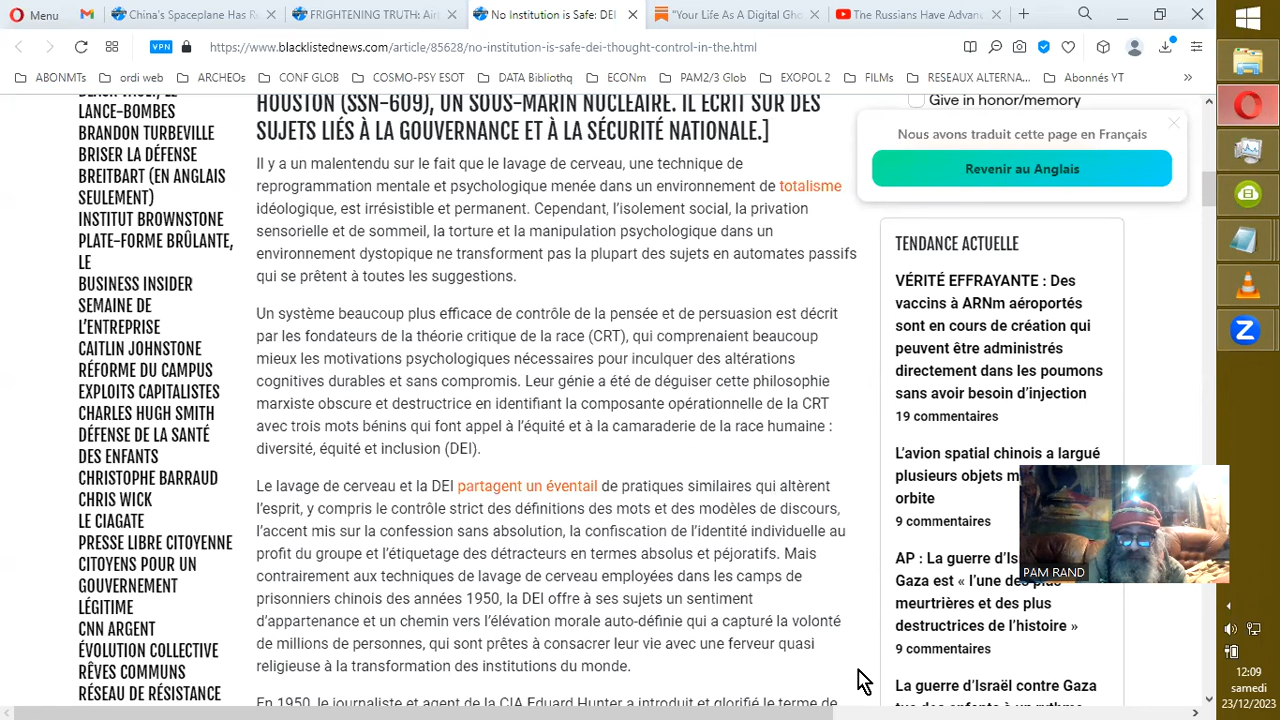 Menu
China's Spaceplane Has R
FRIGHTENING TRUTH: Air
No Institution is Safe: DEI
"Your Life As A Digital Gho
The Russians Have Advan
VPN
https://www.blacklistednews.com/article/85628/no-institution-is-safe-dei-thought-control-in-the.html
ABONMTs
ordi web
ARCHEOs
CONF GLOB
COSMO-PSY ESOT
DATA Bibliothq
ECONm
PAM2/3 Glob
EXOPOL 2
FILMs
RESEAUX,ALTERNA...
Abonnés YT
LANCE-BOMBES
BRANDON TURBEVILLE
BRISER LA DÉFENSE
BREITBART (EN ANGLAIS
SEULEMENT)
INSTITUT BROWNSTONE
PLATE-FORME BRÛLANTE,
LE
BUSINESS INSIDER
SEMAINE DE
L'ENTREPRISE
CAITLIN JOHNSTONE
RÉFORME DU CAMPUS
EXPLOITS CAPITALISTES
CHARLES HUGH SMITH
DÉFENSE DE LA SANTÉ
DES ENFANTS
CHRISTOPHE BARRAUD
CHRIS WICK
LE CIAGATE
PRESSE LIBRE CITOYENNE
CITOYENS POUR UN
GOUVERNEMENT
LÉGITIME
CNN ARGENT
ÉVOLUTION COLLECTIVE
RÊVES COMMUNS
RÉSEAU DE RÉSISTANCE
HOUSTON (SSN-609), UN SOUS-MARIN NUCLÉAIRE. IL ÉCRIT SUR DES
SUJETS LIÉS À LA GOUVERNANCE ET À LA SÉCURITÉ NATIONALE.]
Il y a un malentendu sur le fait que le lavage de cerveau, une technique de
reprogrammation mentale et psychologique menée dans un environnement de totalisme
idéologique, est irrésistible et permanent. Cependant, l'isolement social, la privation
sensorielle et de sommeil, la torture et la manipulation psychologique dans un
environnement dystopique ne transforment pas la plupart des sujets en automates passifs
qui se prêtent à toutes les suggestions.
Un système beaucoup plus efficace de contrôle de la pensée et de persuasion est décrit
par les fondateurs de la théorie critique de la race (CRT), qui comprenaient beaucoup
mieux les motivations psychologiques nécessaires pour inculquer des altérations
cognitives durables et sans compromis. Leur génie a été de déguiser cette philosophie
marxiste obscure et destructrice en identifiant la composante opérationnelle de la CRT
avec trois mots bénins qui font appel à l'équité et à la camaraderie de la race humaine :
diversité, équité et inclusion (DEI).
Le lavage de cerveau et la DEI partagent un éventail de pratiques similaires qui altèrent
l'esprit, y compris le contrôle strict des définitions des mots et des modèles de discours,
l'accent mis sur la confession sans absolution, la confiscation de l'identité individuelle au
profit du groupe et l'étiquetage des détracteurs en termes absolus et péjoratifs. Mais
contrairement aux techniques de lavage de cerveau employées dans les camps de
prisonniers chinois des années 1950, la DEI offre à ses sujets un sentiment
d'appartenance et un chemin vers l'élévation morale auto-définie qui a capturé la volonté
de millions de personnes, qui sont prêtes à consacrer leur vie avec une ferveur quasi
religieuse à la transformation des institutions du monde.
En 1950, le journaliste et agent de la CIA Eduard Hunter a introduit et glorifié le terme de
Give in honor/memory
Nous avons traduit cette page en Français
Revenir au Anglais
TENDANCE ACTUELLE
VÉRITÉ EFFRAYANTE : Des
vaccins à ARNm aéroportés
sont en cours de création qui
peuvent être administrés
directement dans les poumons
sans avoir besoin d'injection
19 commentaires
L'avion spatial chinois a largué
plusieurs objets m
orbite
9 commentaires
AP : La guerre d'Is
Gaza est « l'une des plus
meurtrières et des plus
destructrices de l'histoire »
9 commentaires
La guerre d'Israël contre Gaza
PAM RAND
12:09
samedi
23/12/2023